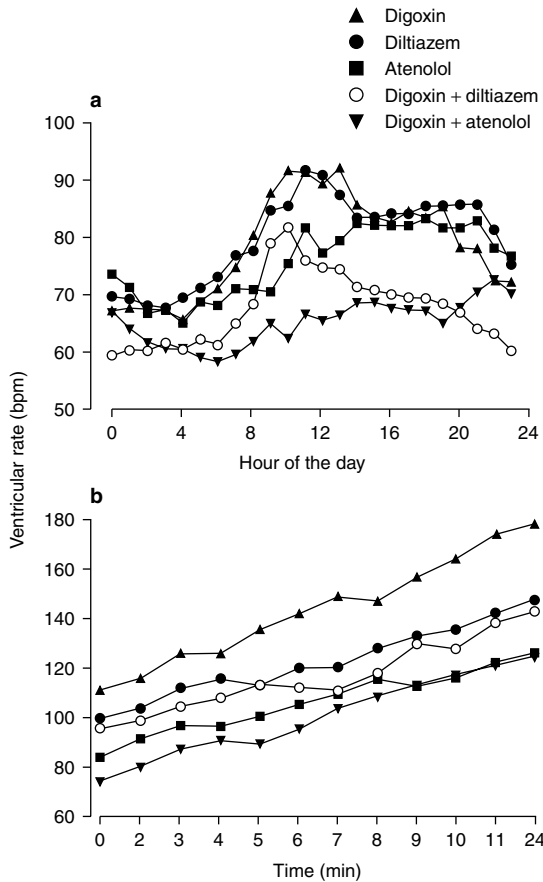 Digoxin
Diltiazem
Atenolol
Digoxin + diltiazem
Digoxin + atenolol
a
100
90
80
70
60
50
0 4 8 12 16 20 24
Hour of the day
Ventricular rate (bpm)
b
180
160
140
120
100
80
60
0 2 3 4 5 6 7 8 9 10 11 24
Time (min)